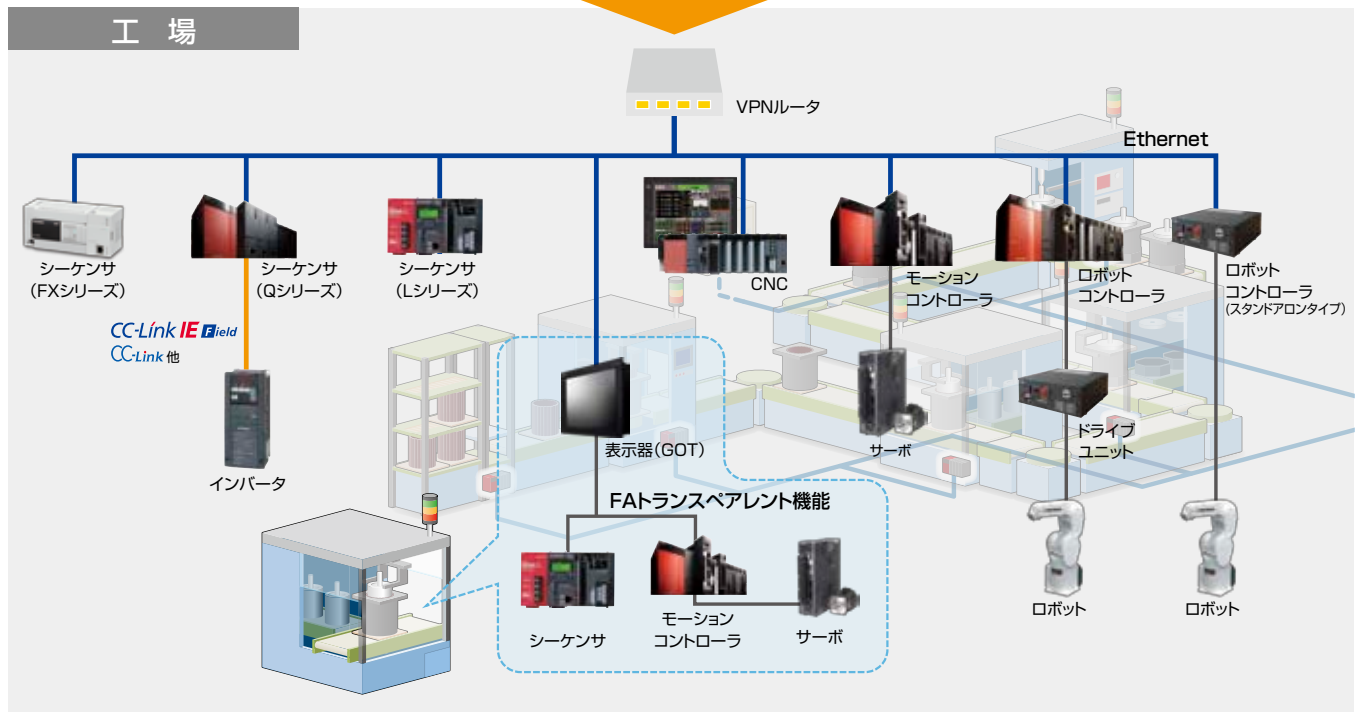 工 場
VPNルータ
Ethernet
シーケンサ
（FXシリーズ）
シーケンサ
（Qシリーズ）
シーケンサ
（Lシリーズ）
CNC
モーション
コントローラ
ロボット
コントローラ
ロボット
コントローラ
(スタンドアロンタイプ)
CC-Link IE Field
CC-Link 他
インバータ
表示器（GOT）
サーボ
ドライブ
ユニット
FAトランスペアレント機能
シーケンサ
モーション
コントローラ
サーボ
ロボット
ロボット